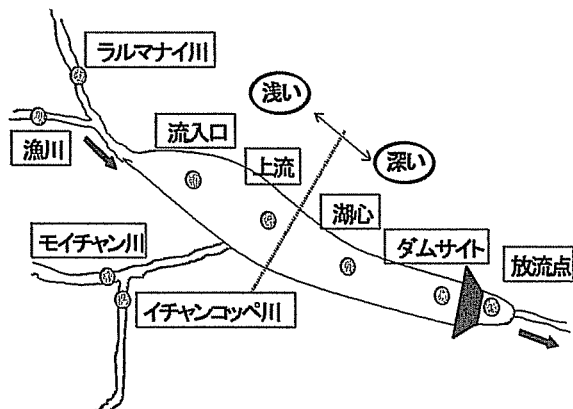 ラルマナイ川
浅い
流入口
漁川
上流
深い
湖心
モイチャン川
ダムサイト
放流点
イチャンコッペ川